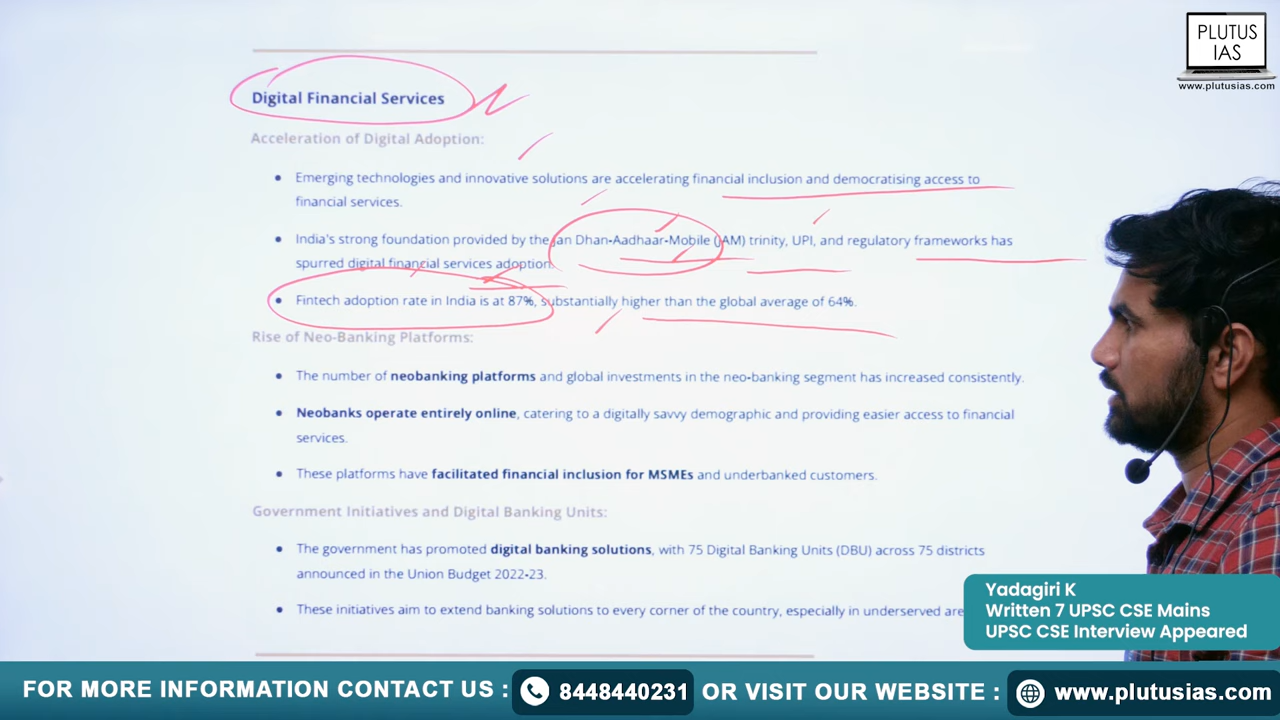 PLUTUS
IAS
www.plutusias.com
Digital Financial Services
Acceleration of Digital Adoption:
Emerging technologies and innovative solutions are accelerating financial inclusion and democratising access to
financial services.
India's strong foundation provided by the Jan Dhan-Aadhaar-Mobile (JAM) trinity, UPI, and regulatory frameworks has
spurred digital financial services adoption.
Fintech adoption rate in India is at 87%, substantially higher than the global average of 64%.
Rise of Neo-Banking Platforms:
The number of neobanking platforms and global investments in the neo-banking segment has increased consistently.
Neobanks operate entirely online, catering to a digitally savvy demographic and providing easier access to financial
services.
These platforms have facilitated financial inclusion for MSMEs and underbanked customers.
Government Initiatives and Digital Banking Units:
The government has promoted digital banking solutions, with 75 Digital Banking Units (DBU) across 75 districts
announced in the Union Budget 2022-23.
These initiatives aim to extend banking solutions to every corner of the country, especially in underserved
Yadagiri K
Written 7 UPSC CSE Mains
UPSC CSE Interview Appeared
FOR MORE INFORMATION CONTACT US : 8448440231 OR VISIT OUR WEBSITE : www.plutusias.com